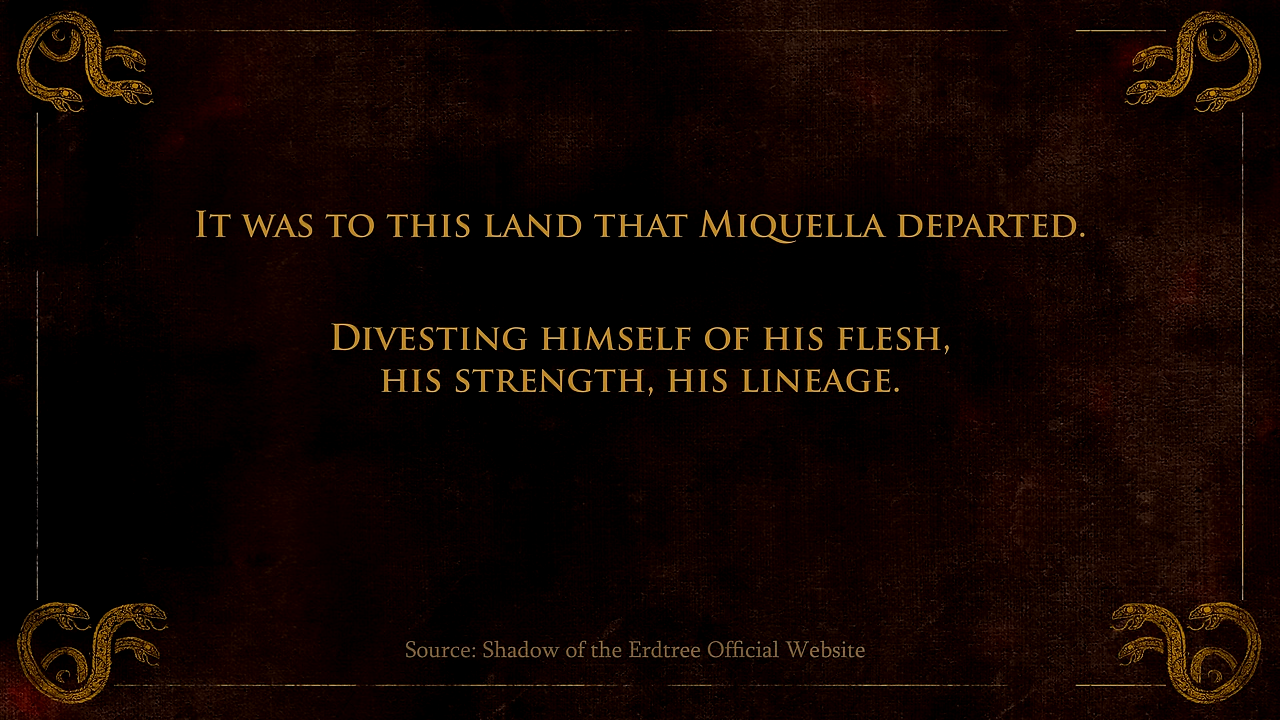 It was to this land that Miquella departed.
Divesting himself of his flesh,
his strength, his lineage.
Source: Shadow of the Erdtree Official Website